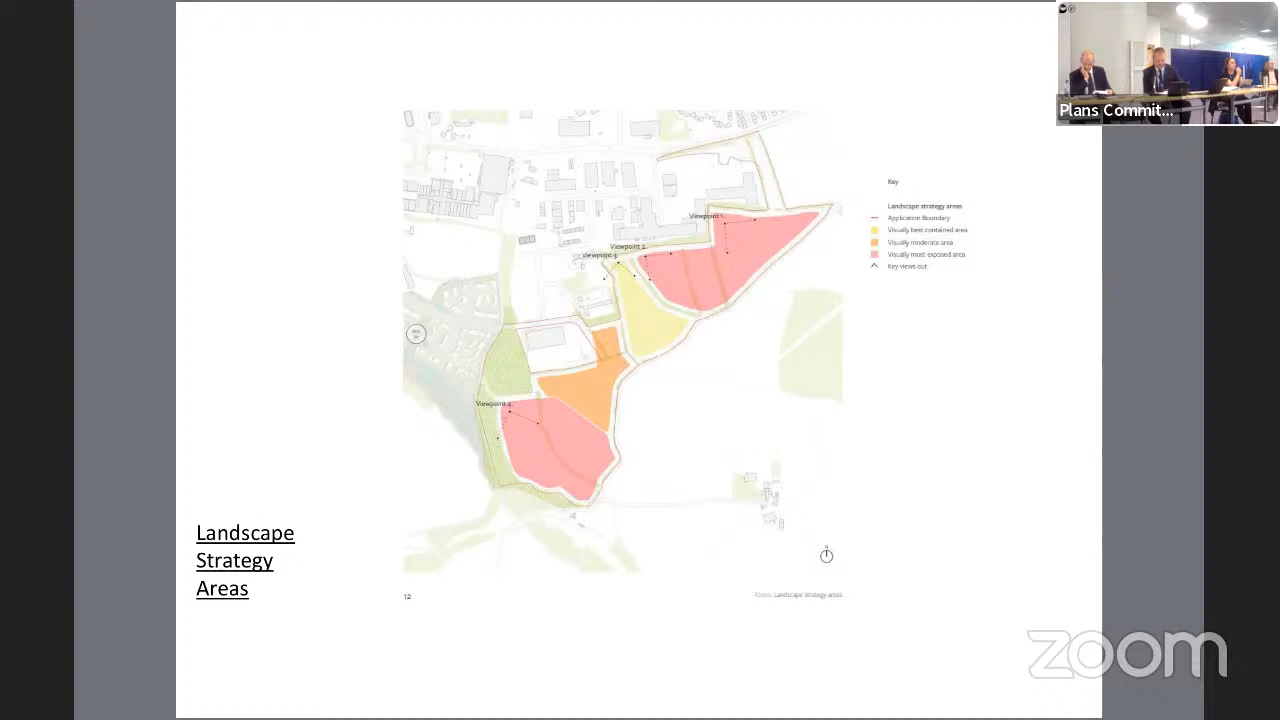 Plans Commit...
Key
Landscape strategy areas
Application Boundary
Visually best contained area
Visually moderate area
Visually most exposed area
Key views out
Viewpoint 1.
Viewpoint 2.
Viewpoint 3.
Viewpoint 4.
N
Landscape
Strategy
Areas
12
Above: Landscape strategy areas
zoom